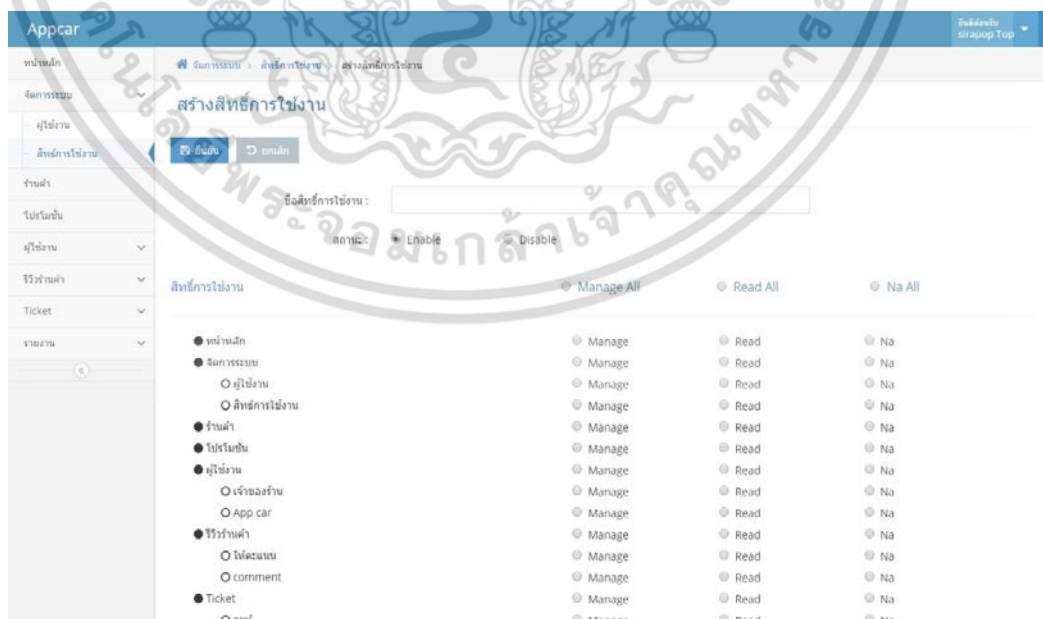 Appcar
ยินดีต้อนรับ
sirapop Top
หน้าหลัก
จัดการระบบ
ผู้ใช้งาน
สิทธิ์การใช้งาน
ร้านค้า
โปรโมชั่น
ผู้ใช้งาน
รีวิวร้านค้า
Ticket
รายงาน
จัดการระบบ > สิทธิ์การใช้งาน > สร้างสิทธิ์การใช้งาน
สร้างสิทธิ์การใช้งาน
ยืนยัน ยกเลิก
ชื่อสิทธิ์การใช้งาน :
สถานะ : Enable Disable
สิทธิ์การใช้งาน Manage All Read All Na All
หน้าหลัก Manage Read Na
จัดการระบบ Manage Read Na
ผู้ใช้งาน Manage Read Na
สิทธ์การใช้งาน Manage Read Na
ร้านค้า Manage Read Na
โปรโมชัน Manage Read Na
ผู้ใช้งาน Manage Read Na
เจ้าของร้าน Manage Read Na
App car Manage Read Na
รีวิวร้านค้า Manage Read Na
ให้คะแนน Manage Read Na
comment Manage Read Na
Ticket Manage Read Na